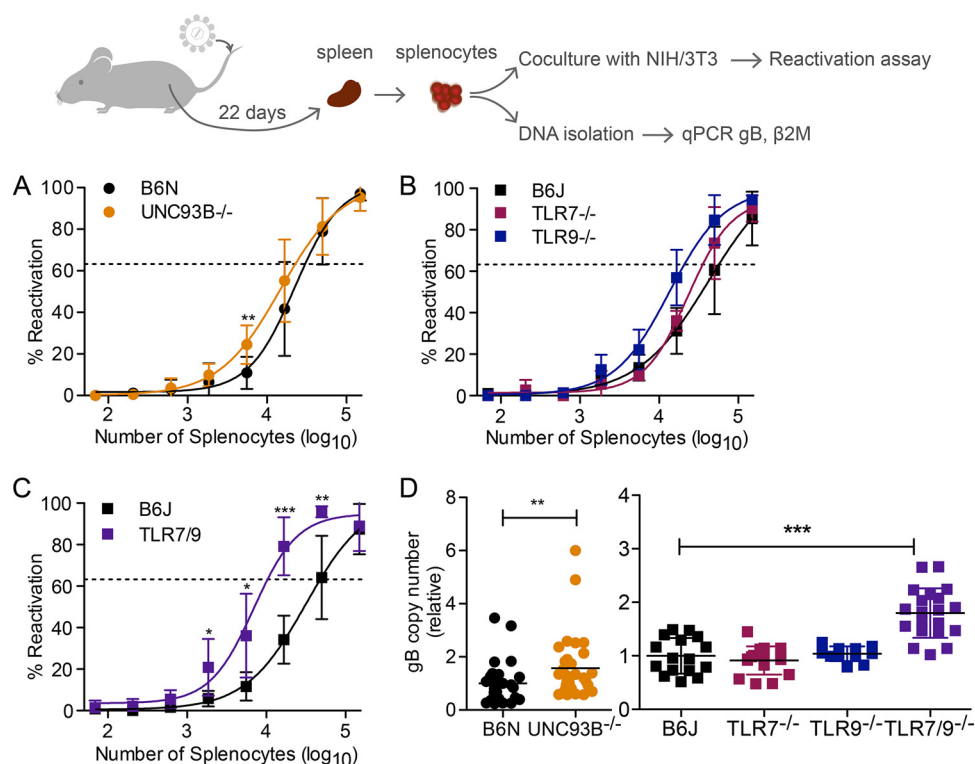 spleen
splenocytes
22 days
Coculture with NIH/3T3
Reactivation assay
DNA isolation
qPCR gB, β2M
A
B6N
UNC93B-/-
100
80
60
40
20
0
% Reactivation
**
2 3 4 5
Number of Splenocytes (log10)
B
B6J
TLR7-/-
TLR9-/-
100
80
60
40
20
0
% Reactivation
2 3 4 5
Number of Splenocytes (log10)
C
B6J
TLR7/9
100
80
60
40
20
0
% Reactivation
* * *** **
2 3 4 5
Number of Splenocytes (log10)
D
gB copy number
(relative)
8
6
4
2
0
**
B6N UNC93B-/-
4
3
2
1
0
***
B6J TLR7-/- TLR9-/- TLR7/9-/-